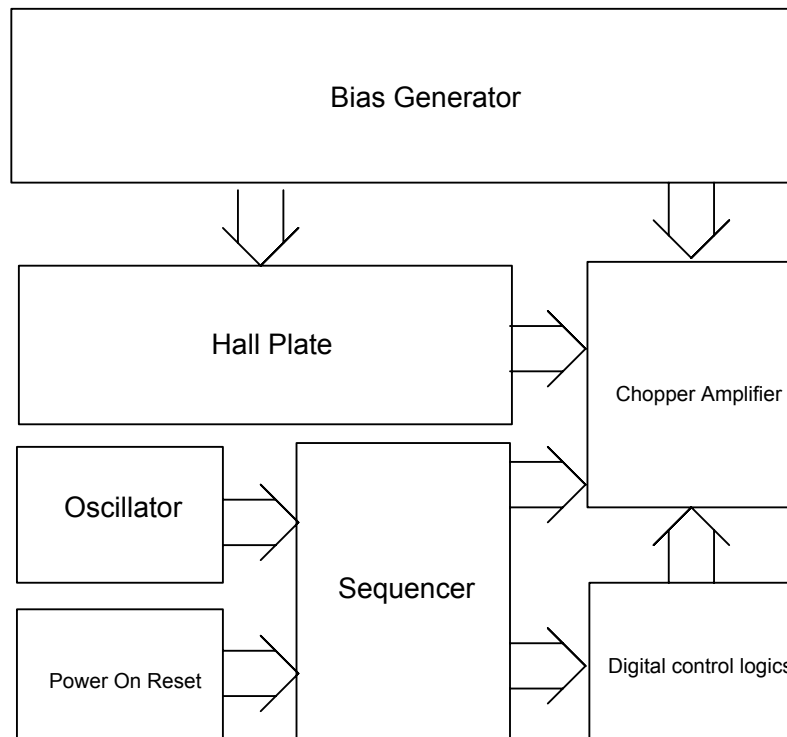 Bias Generator
Hall Plate
Chopper Amplifier
Oscillator
Sequencer
Power On Reset
Digital control logics